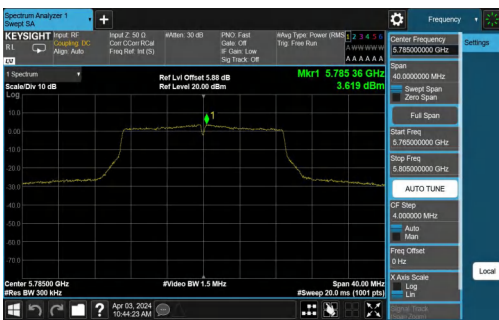 Spectrum Analyzer 1
Swept SA
Frequency
KEYSIGHT
Input: RF
Coupling: DC
Align: Auto
Input Z: 50 Ω
Corr CCorr RCal
Freq Ref: Int (S)
#Atten: 30 dB
PNO: Fast
Gate: Off
IF Gain: Low
Sig Track: Off
#Avg Type: Power (RMS)
Trig: Free Run
1 2 3 4 5 6
A W W W W W
A A A A A A
RL
LVI
1 Spectrum
Scale/Div 10 dB
Log
Ref Lvl Offset 5.88 dB
Ref Level 20.00 dBm
Mkr1 5.785 36 GHz
3.619 dBm
1
10.0
0.00
-10.0
-20.0
-30.0
-40.0
-50.0
-60.0
-70.0
Center 5.78500 GHz
#Res BW 300 kHz
#Video BW 1.5 MHz
Span 40.00 MHz
#Sweep 20.0 ms (1001 pts)
Apr 03, 2024
10:44:23 AM
Center Frequency
5.785000000 GHz
Settings
Span
40.0000000 MHz
Swept Span
Zero Span
Full Span
Start Freq
5.765000000 GHz
Stop Freq
5.805000000 GHz
AUTO TUNE
CF Step
4.000000 MHz
Auto
Man
Freq Offset
0 Hz
X Axis Scale
Log
Lin
Local
Signal Track